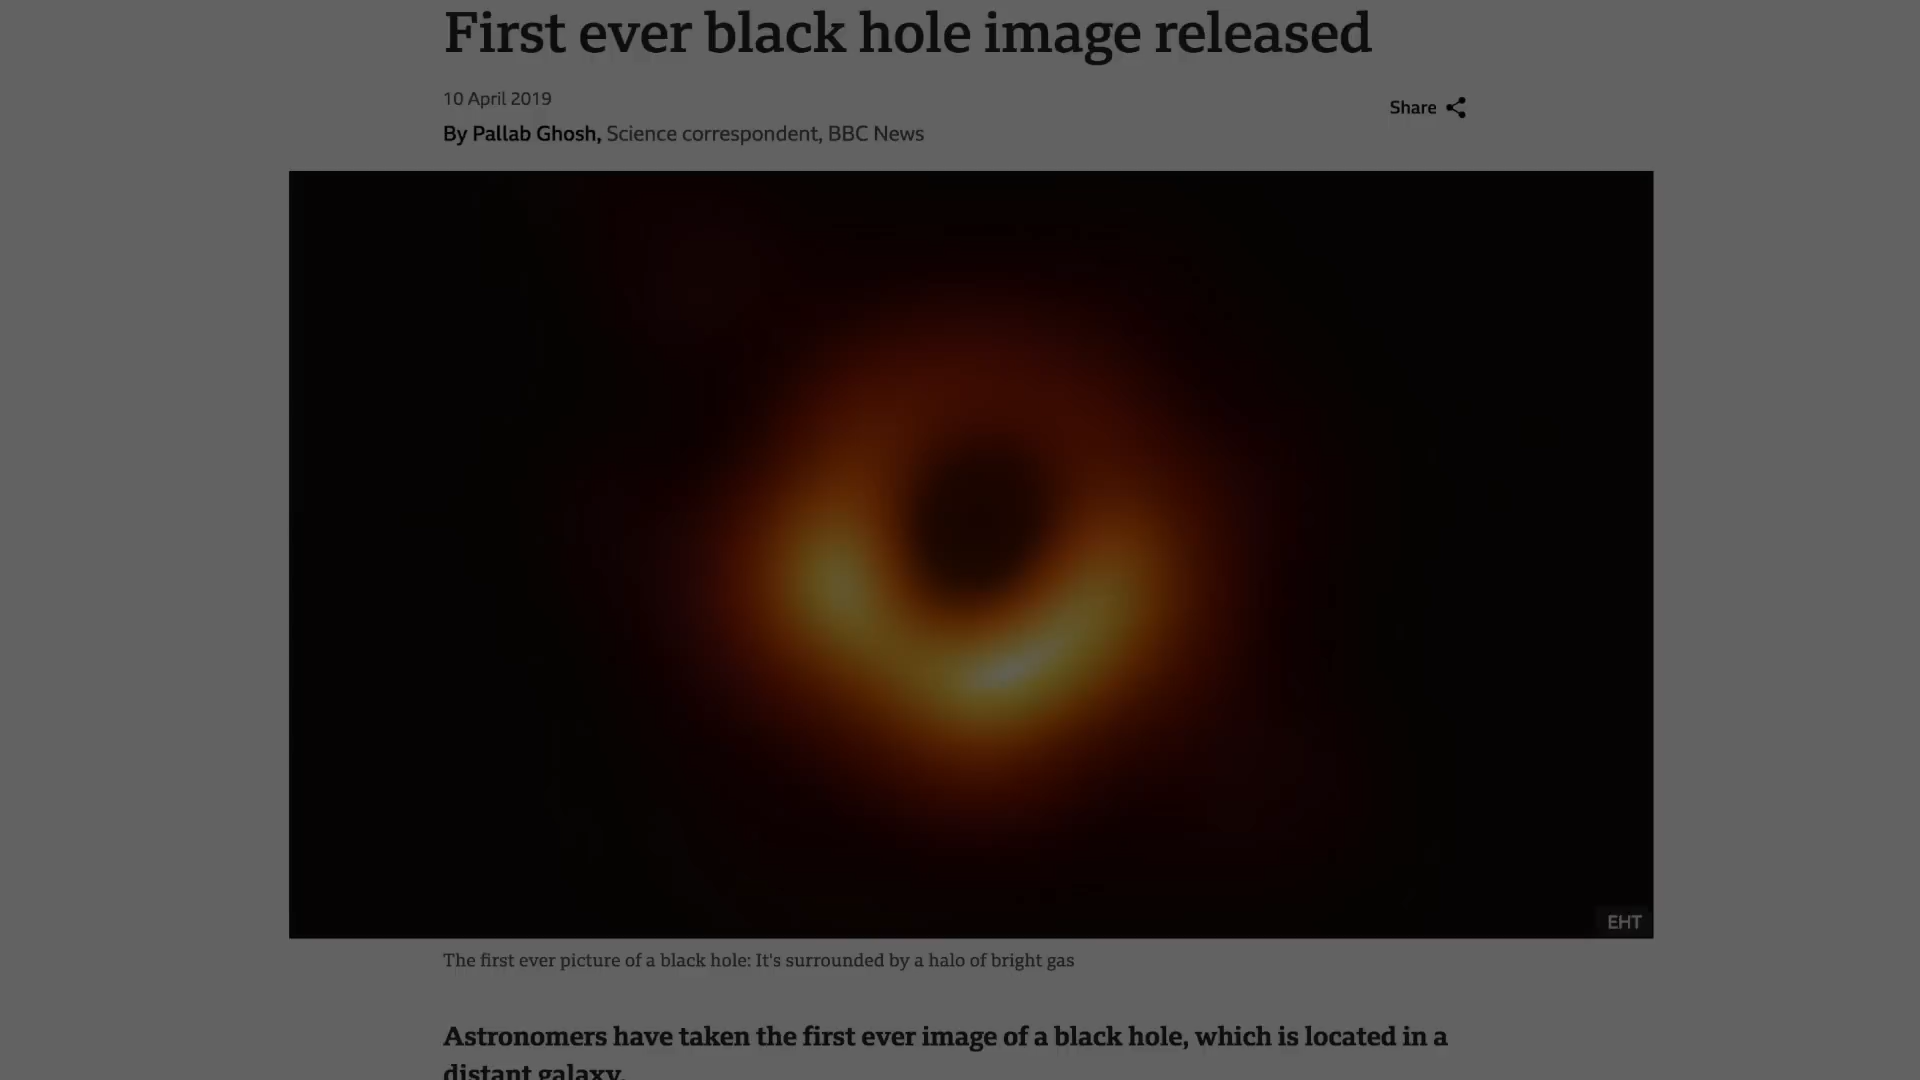 First ever black hole image released
10 April 2019
Share
By Pallab Ghosh, Science correspondent, BBC News
EHT
The first ever picture of a black hole: It's surrounded by a halo of bright gas
Astronomers have taken the first ever image of a black hole, which is located in a
distant galaxy.